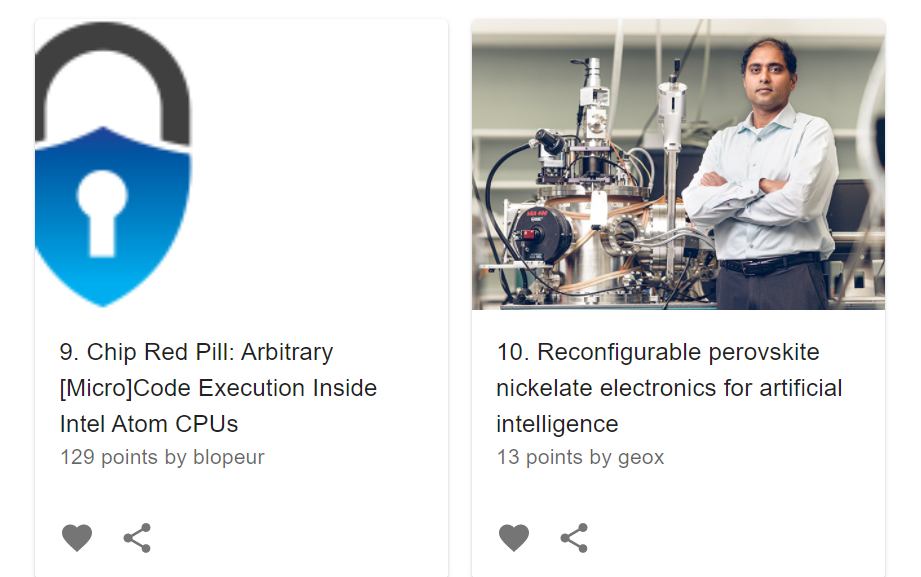 9. Chip Red Pill: Arbitrary
[Micro]Code Execution Inside
Intel Atom CPUs
129 points by blopeur
10. Reconfigurable perovskite
nickelate electronics for artificial
intelligence
13 points by geox